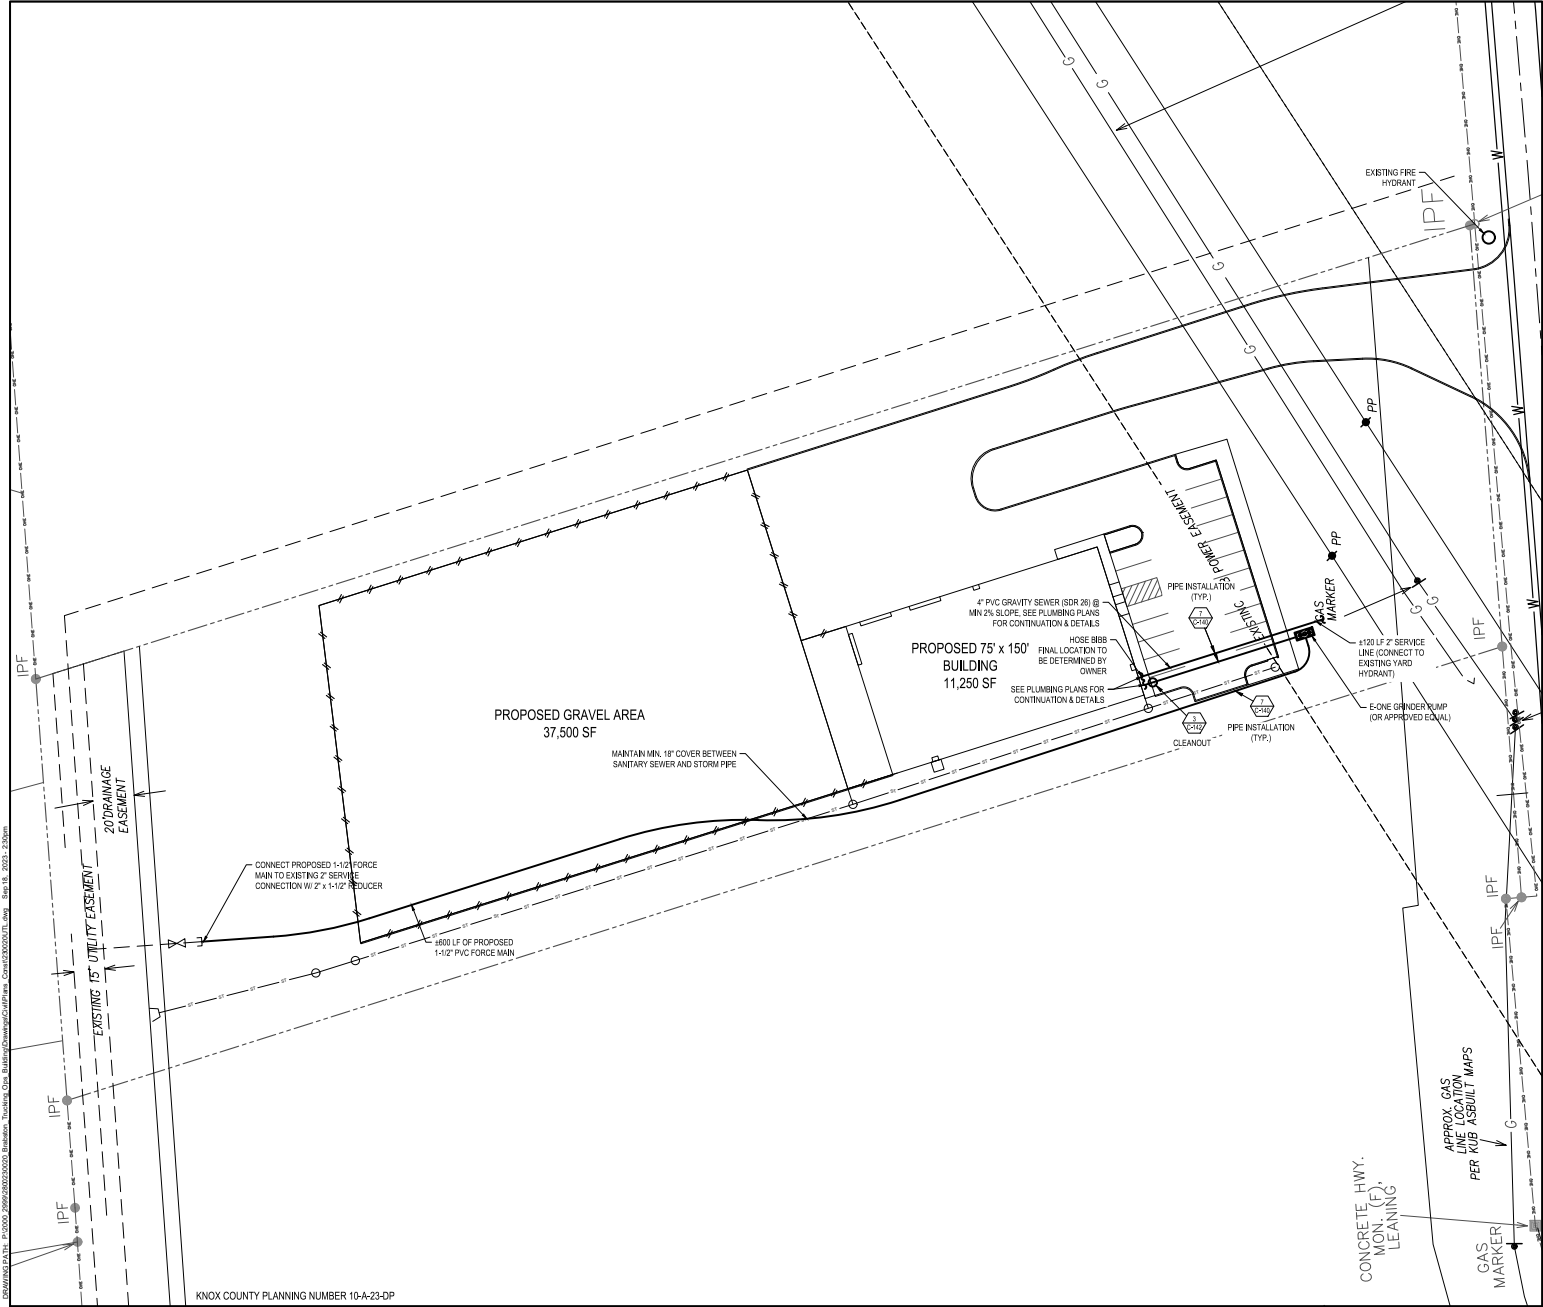 EXISTING FIRE
HYDRANT
IPF
W
G
G
G
G
W
PP
PP
W
EXISTING
POWER EASEMENT
PIPE INSTALLATION
(TYP.)
7
C-140
GAS
MARKER
4" PVC GRAVITY SEWER (SDR 26) @
MIN 2% SLOPE, SEE PLUMBING PLANS
FOR CONTINUATION & DETAILS
HOSE BIBB
FINAL LOCATION TO
BE DETERMINED BY
OWNER
SEE PLUMBING PLANS FOR
CONTINUATION & DETAILS
PROPOSED 75' x 150'
BUILDING
11,250 SF
±120 LF 2" SERVICE
LINE (CONNECT TO
EXISTING YARD
HYDRANT)
G
G
IPF
E-ONE GRINDER PUMP
(OR APPROVED EQUAL)
3
C-142
CLEANOUT
7
C-140
PIPE INSTALLATION
(TYP.)
IPF
PROPOSED GRAVEL AREA
37,500 SF
MAINTAIN MIN. 18" COVER BETWEEN
SANITARY SEWER AND STORM PIPE
20'DRAINAGE
EASEMENT
CONNECT PROPOSED 1-1/2" FORCE
MAIN TO EXISTING 2" SERVICE
CONNECTION W/ 2" x 1-1/2" REDUCER
EXISTING 15' UTILITY EASEMENT
±600 LF OF PROPOSED
1-1/2" PVC FORCE MAIN
IPF
IPF
IPF
IPF
APPROX. GAS
LINE LOCATION
PER KUB ASBUILT MAPS
G
CONCRETE HWY.
MON. (F),
LEANING
GAS
MARKER
KNOX COUNTY PLANNING NUMBER 10-A-23-DP